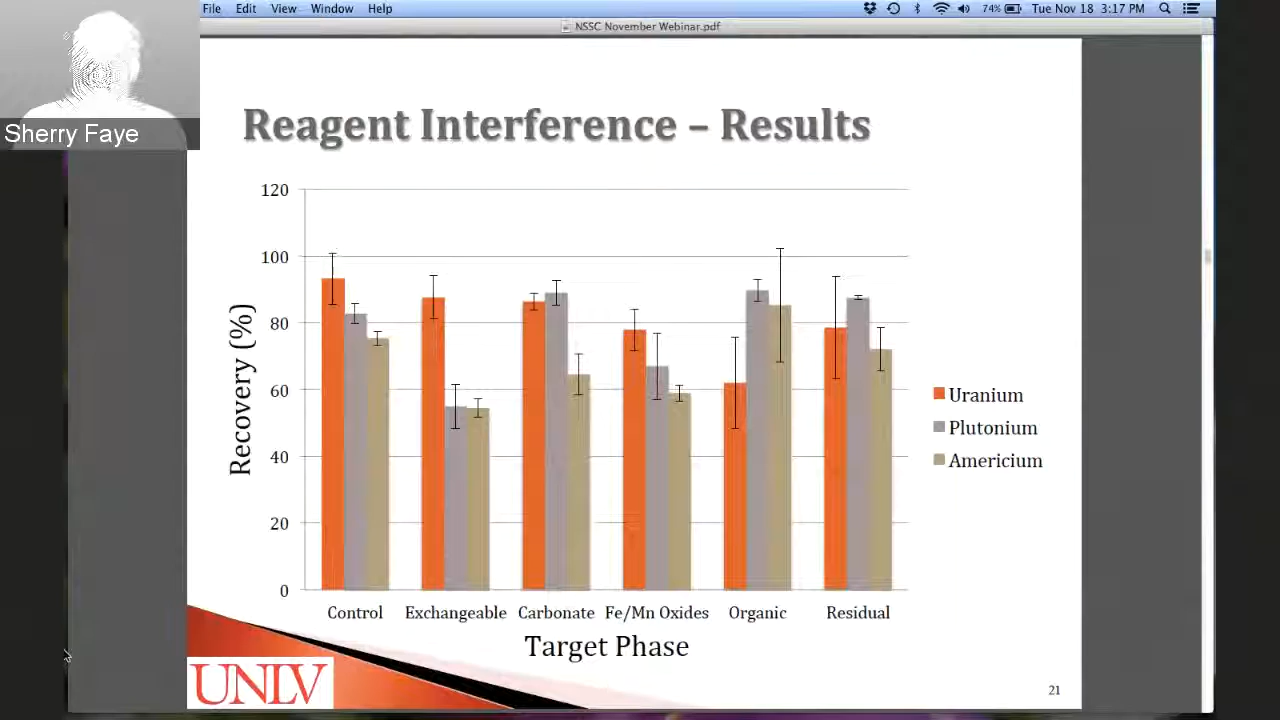 File Edit View Window Help 74% Tue Nov 18 3:17 PM
NSSC November Webinar.pdf
Sherry Faye
Reagent Interference – Results
120
100
80
60
40
20
0
Recovery (%)
Control Exchangeable Carbonate Fe/Mn Oxides Organic Residual
Target Phase
Uranium
Plutonium
Americium
UNLV
21